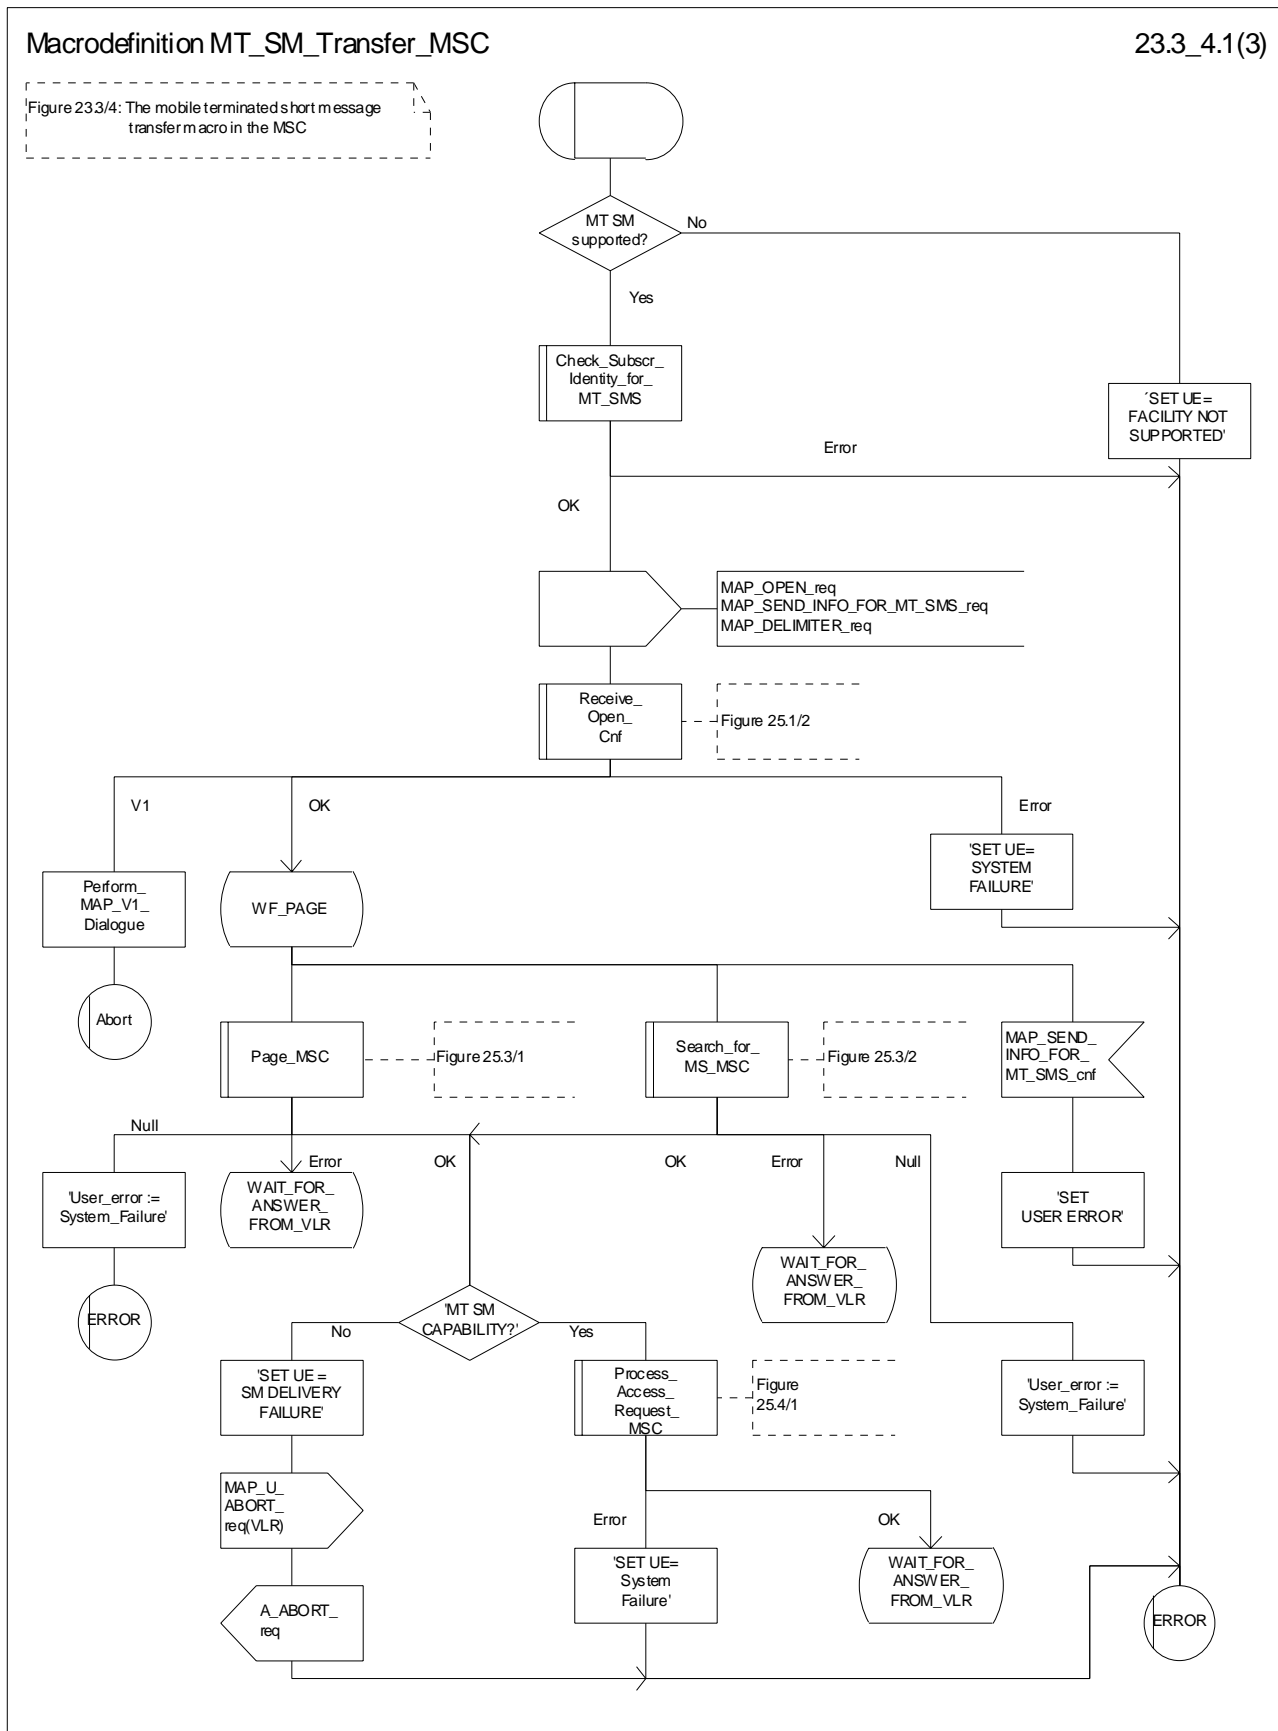 Macrodefinition MT_SM_Transfer_MSC
23.3_4.1(3)
Figure 23.3/4: The mobile terminated short message
transfer macro in the MSC
MT SM
supported?
No
Yes
Check_Subscr_
Identity_for_
MT_SMS
´SET UE=
FACILITY NOT
SUPPORTED'
Error
OK
MAP_OPEN_req
MAP_SEND_INFO_FOR_MT_SMS_req
MAP_DELIMITER_req
Receive_
Open_
Cnf
Figure 25.1/2
V1
OK
Error
Perform_
MAP_V1_
Dialogue
WF_PAGE
'SET UE=
SYSTEM
FAILURE'
Abort
Page_MSC
Figure 25.3/1
Search_for_
MS_MSC
Figure 25.3/2
MAP_SEND_
INFO_FOR_
MT_SMS_cnf
Null
Error
OK
OK
Error
Null
'User_error :=
System_Failure'
WAIT_FOR_
ANSWER_
FROM_VLR
'SET
USER ERROR'
WAIT_FOR_
ANSWER_
FROM_VLR
ERROR
'MT SM
CAPABILITY?'
No
Yes
'SET UE =
SM DELIVERY
FAILURE'
Process_
Access_
Request_
MSC
Figure
25.4/1
'User_error :=
System_Failure'
MAP_U_
ABORT_
req(VLR)
Error
OK
'SET UE=
System
Failure'
WAIT_FOR_
ANSWER_
FROM_VLR
A_ABORT_
req
ERROR